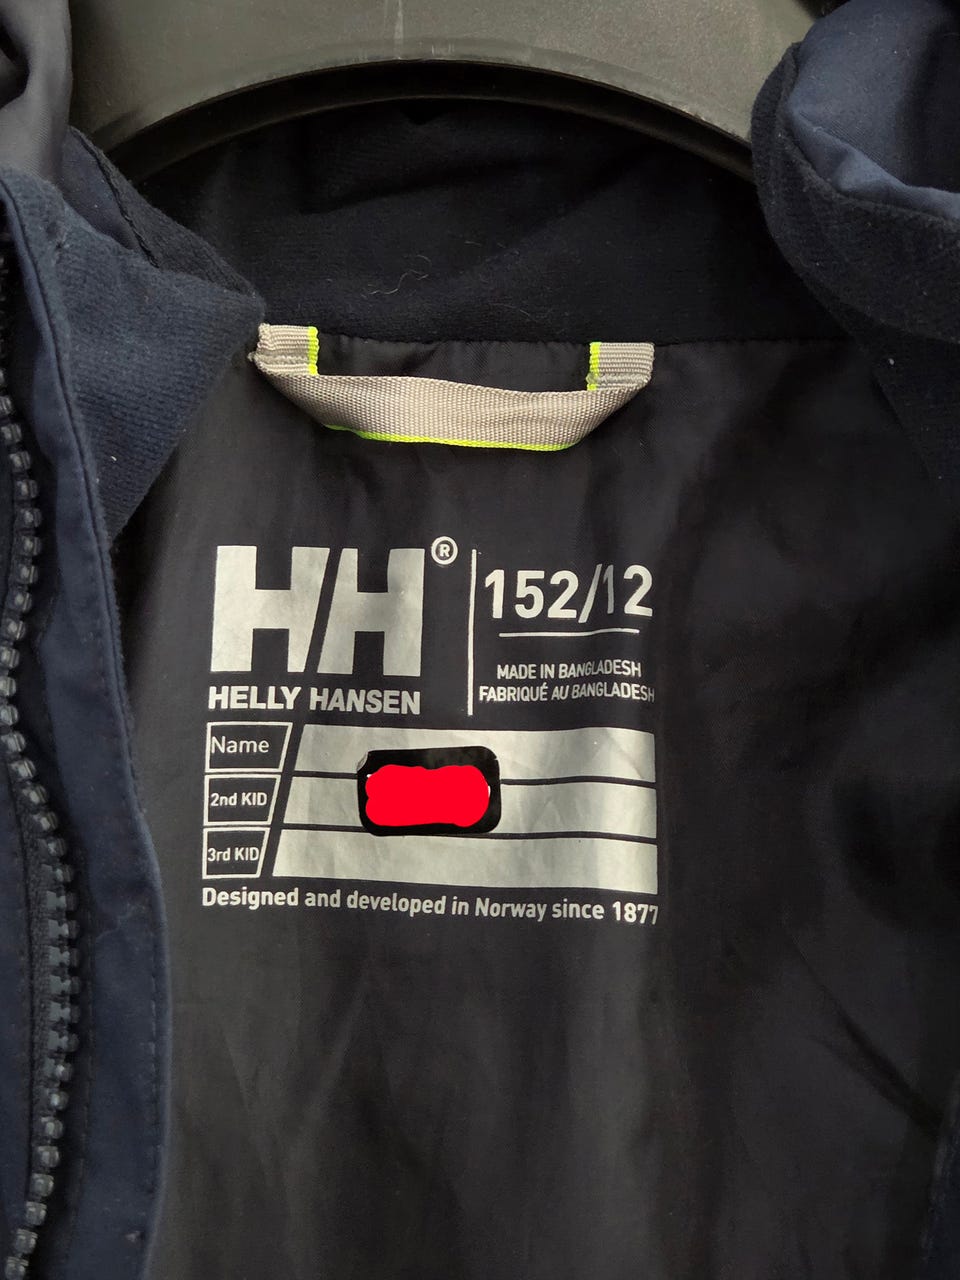 HH®
HELLY HANSEN
152/12
MADE IN BANGLADESH
FABRIQUÉ AU BANGLADESH
Name
2nd KID
3rd KID
Designed and developed in Norway since 1877